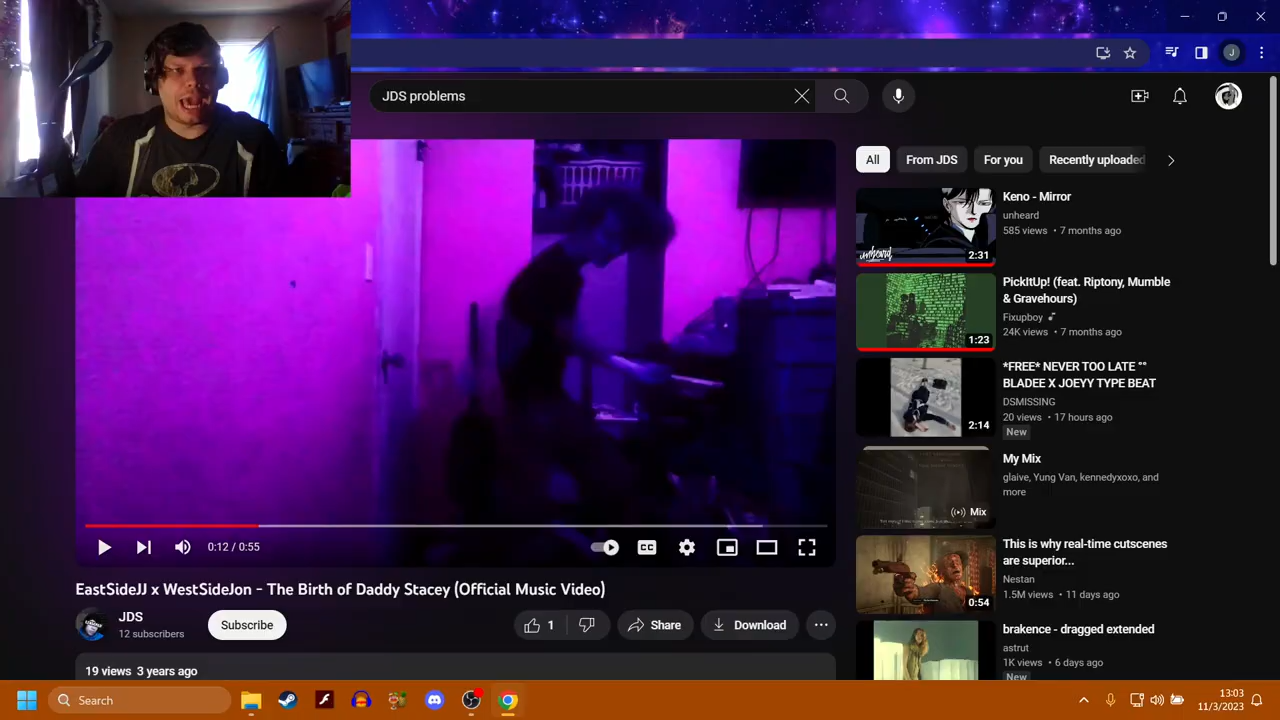 J
JDS problems
All
From JDS
For you
Recently uploaded
Keno - Mirror
unheard
585 views • 7 months ago
unheard
2:31
PickItUp! (feat. Riptony, Mumble
& Gravehours)
Fixupboy
24K views • 7 months ago
1:23
*FREE* NEVER TOO LATE °°
BLADEE X JOEYY TYPE BEAT
DSMISSING
20 views • 17 hours ago
New
2:14
My Mix
glaive, Yung Van, kennedyxoxo, and
more
Mix
This is why real-time cutscenes
are superior...
Nestan
1.5M views • 11 days ago
0:54
brakence - dragged extended
astrut
1K views • 6 days ago
New
0:12 / 0:55
CC
EastSideJJ x WestSideJon - The Birth of Daddy Stacey (Official Music Video)
JDS
12 subscribers
Subscribe
1
Share
Download
19 views 3 years ago
Search
13:03
11/3/2023